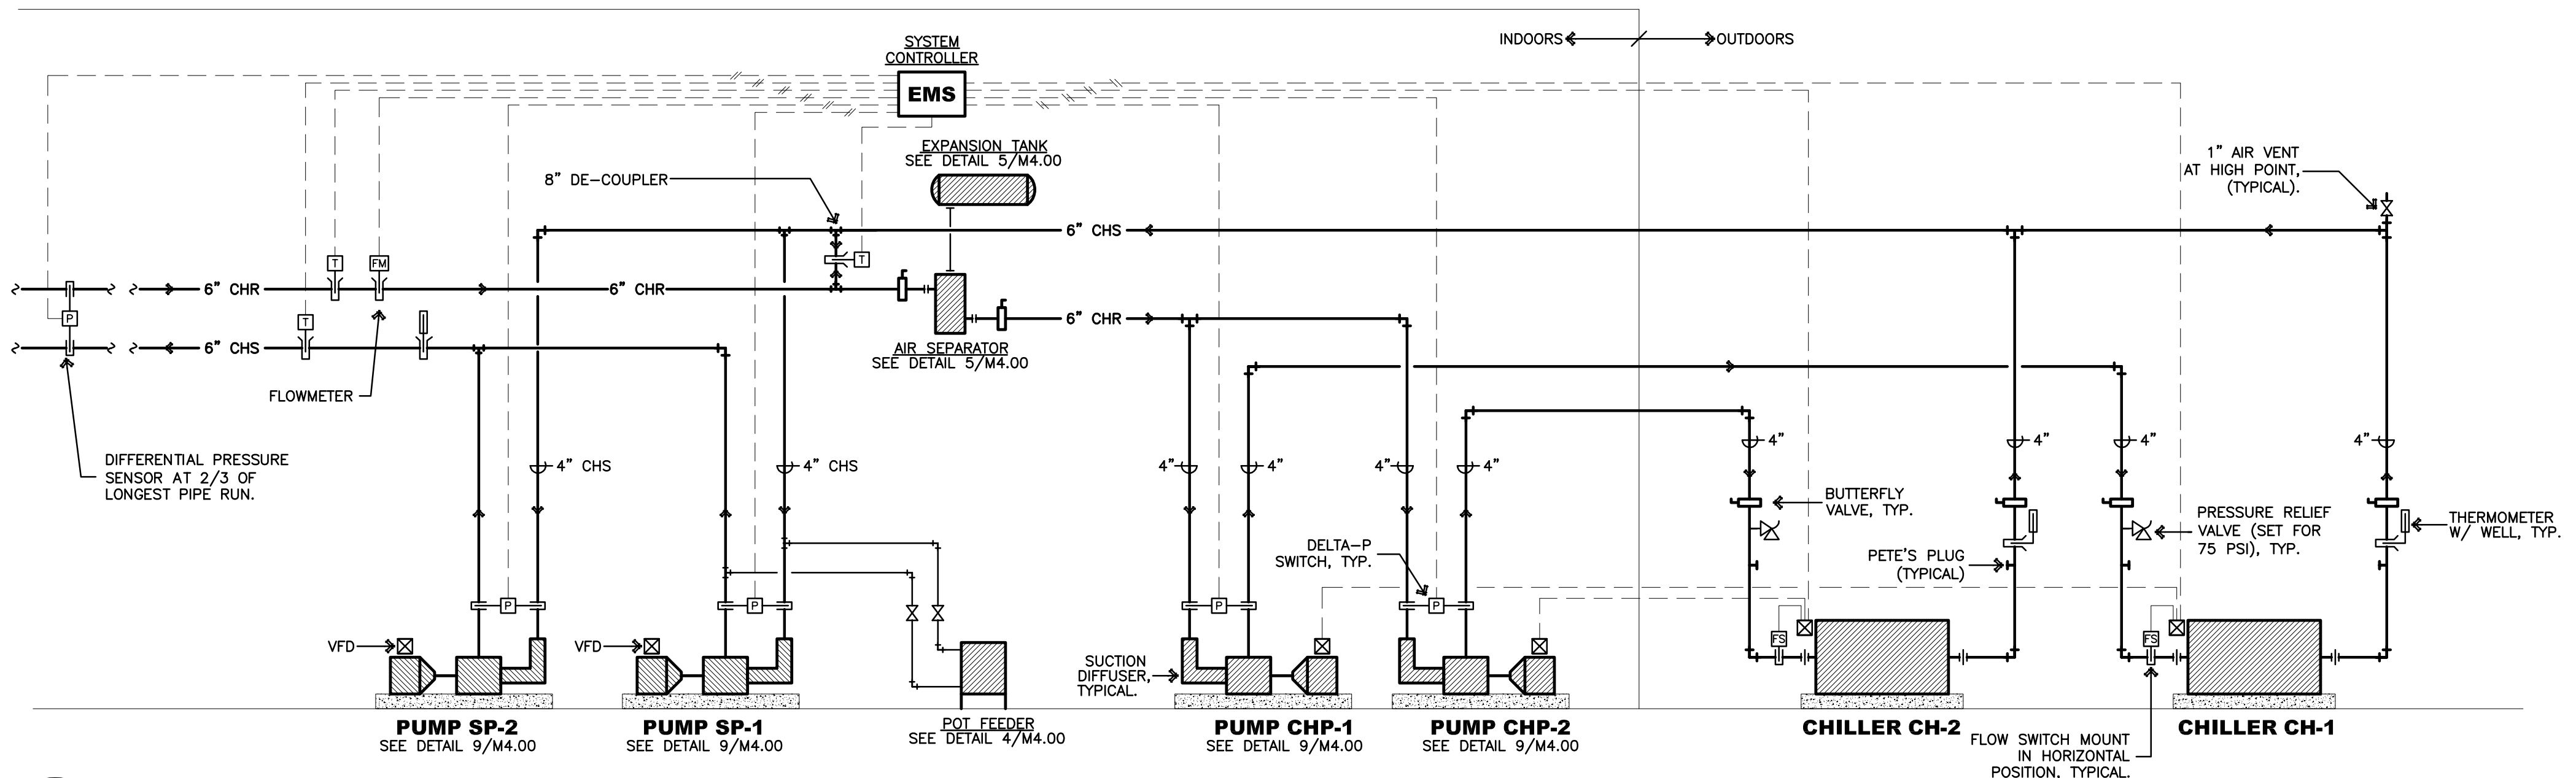 INDOORS
OUTDOORS
SYSTEM
CONTROLLER
EMS
EXPANSION TANK
SEE DETAIL 5/M4.00
8" DE-COUPLER
1" AIR VENT
AT HIGH POINT,
(TYPICAL).
6" CHS
T
FM
T
6" CHR
6" CHR
P
T
6" CHR
6" CHS
AIR SEPARATOR
SEE DETAIL 5/M4.00
FLOWMETER
DIFFERENTIAL PRESSURE
SENSOR AT 2/3 OF
LONGEST PIPE RUN.
4" CHS
4" CHS
4"
4"
4"
4"
4"
4"
4"
4"
BUTTERFLY
VALVE, TYP.
PRESSURE RELIEF
VALVE (SET FOR
75 PSI), TYP.
THERMOMETER
W/ WELL, TYP.
DELTA-P
SWITCH, TYP.
PETE'S PLUG
(TYPICAL)
P
P
P
P
VFD
VFD
FS
FS
SUCTION
DIFFUSER,
TYPICAL.
PUMP SP-2
SEE DETAIL 9/M4.00
PUMP SP-1
SEE DETAIL 9/M4.00
POT FEEDER
SEE DETAIL 4/M4.00
PUMP CHP-1
SEE DETAIL 9/M4.00
PUMP CHP-2
SEE DETAIL 9/M4.00
CHILLER CH-2
CHILLER CH-1
FLOW SWITCH MOUNT
IN HORIZONTAL
POSITION, TYPICAL.